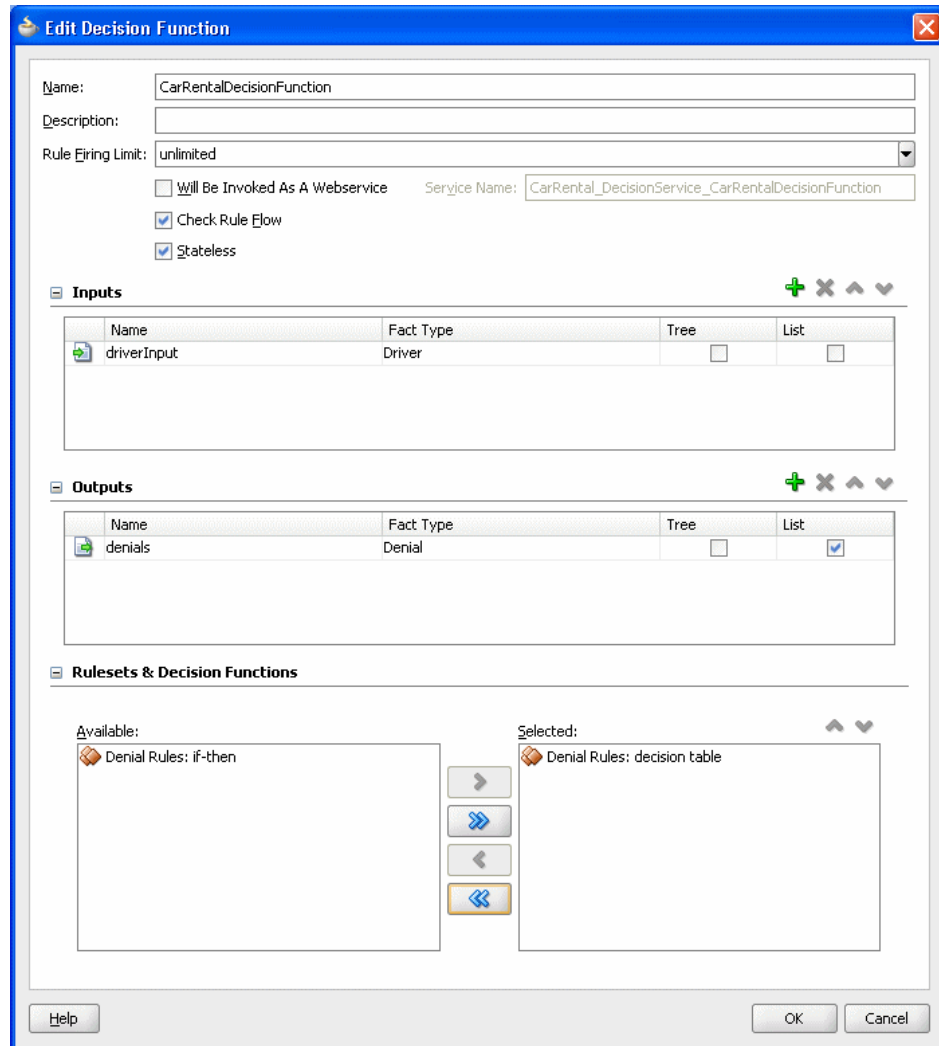 Edit Decision Function
Name: CarRentalDecisionFunction
Description:
Rule Firing Limit: unlimited
Will Be Invoked As A Webservice Service Name: CarRental_DecisionService_CarRentalDecisionFunction
Check Rule Flow
Stateless
Inputs
Name Fact Type Tree List
driverInput Driver
Outputs
Name Fact Type Tree List
denials Denial
Rulesets & Decision Functions
Available: Selected:
Denial Rules: if-then Denial Rules: decision table
Help OK Cancel